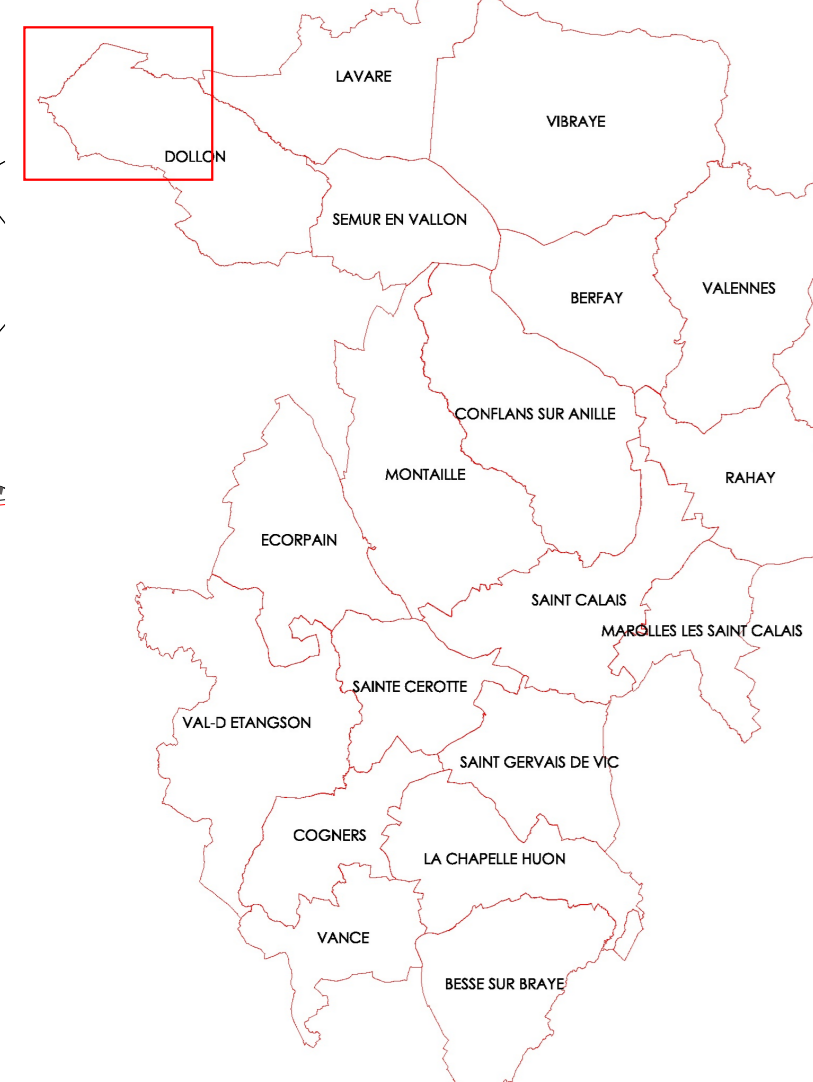 LAVARE
VIBRAYE
DOLLON
SEMUR EN VALLON
VALENNES
BERFAY
CONFLANS SUR ANILLE
MONTAILLE
RAHAY
ECORPAIN
SAINT CALAIS
MAROLLES LES SAINT CALAIS
SAINTE CEROTTE
VAL-D ETANGSON
SAINT GERVAIS DE VIC
COGNERS
LA CHAPELLE HUON
VANCE
BESSE SUR BRAYE